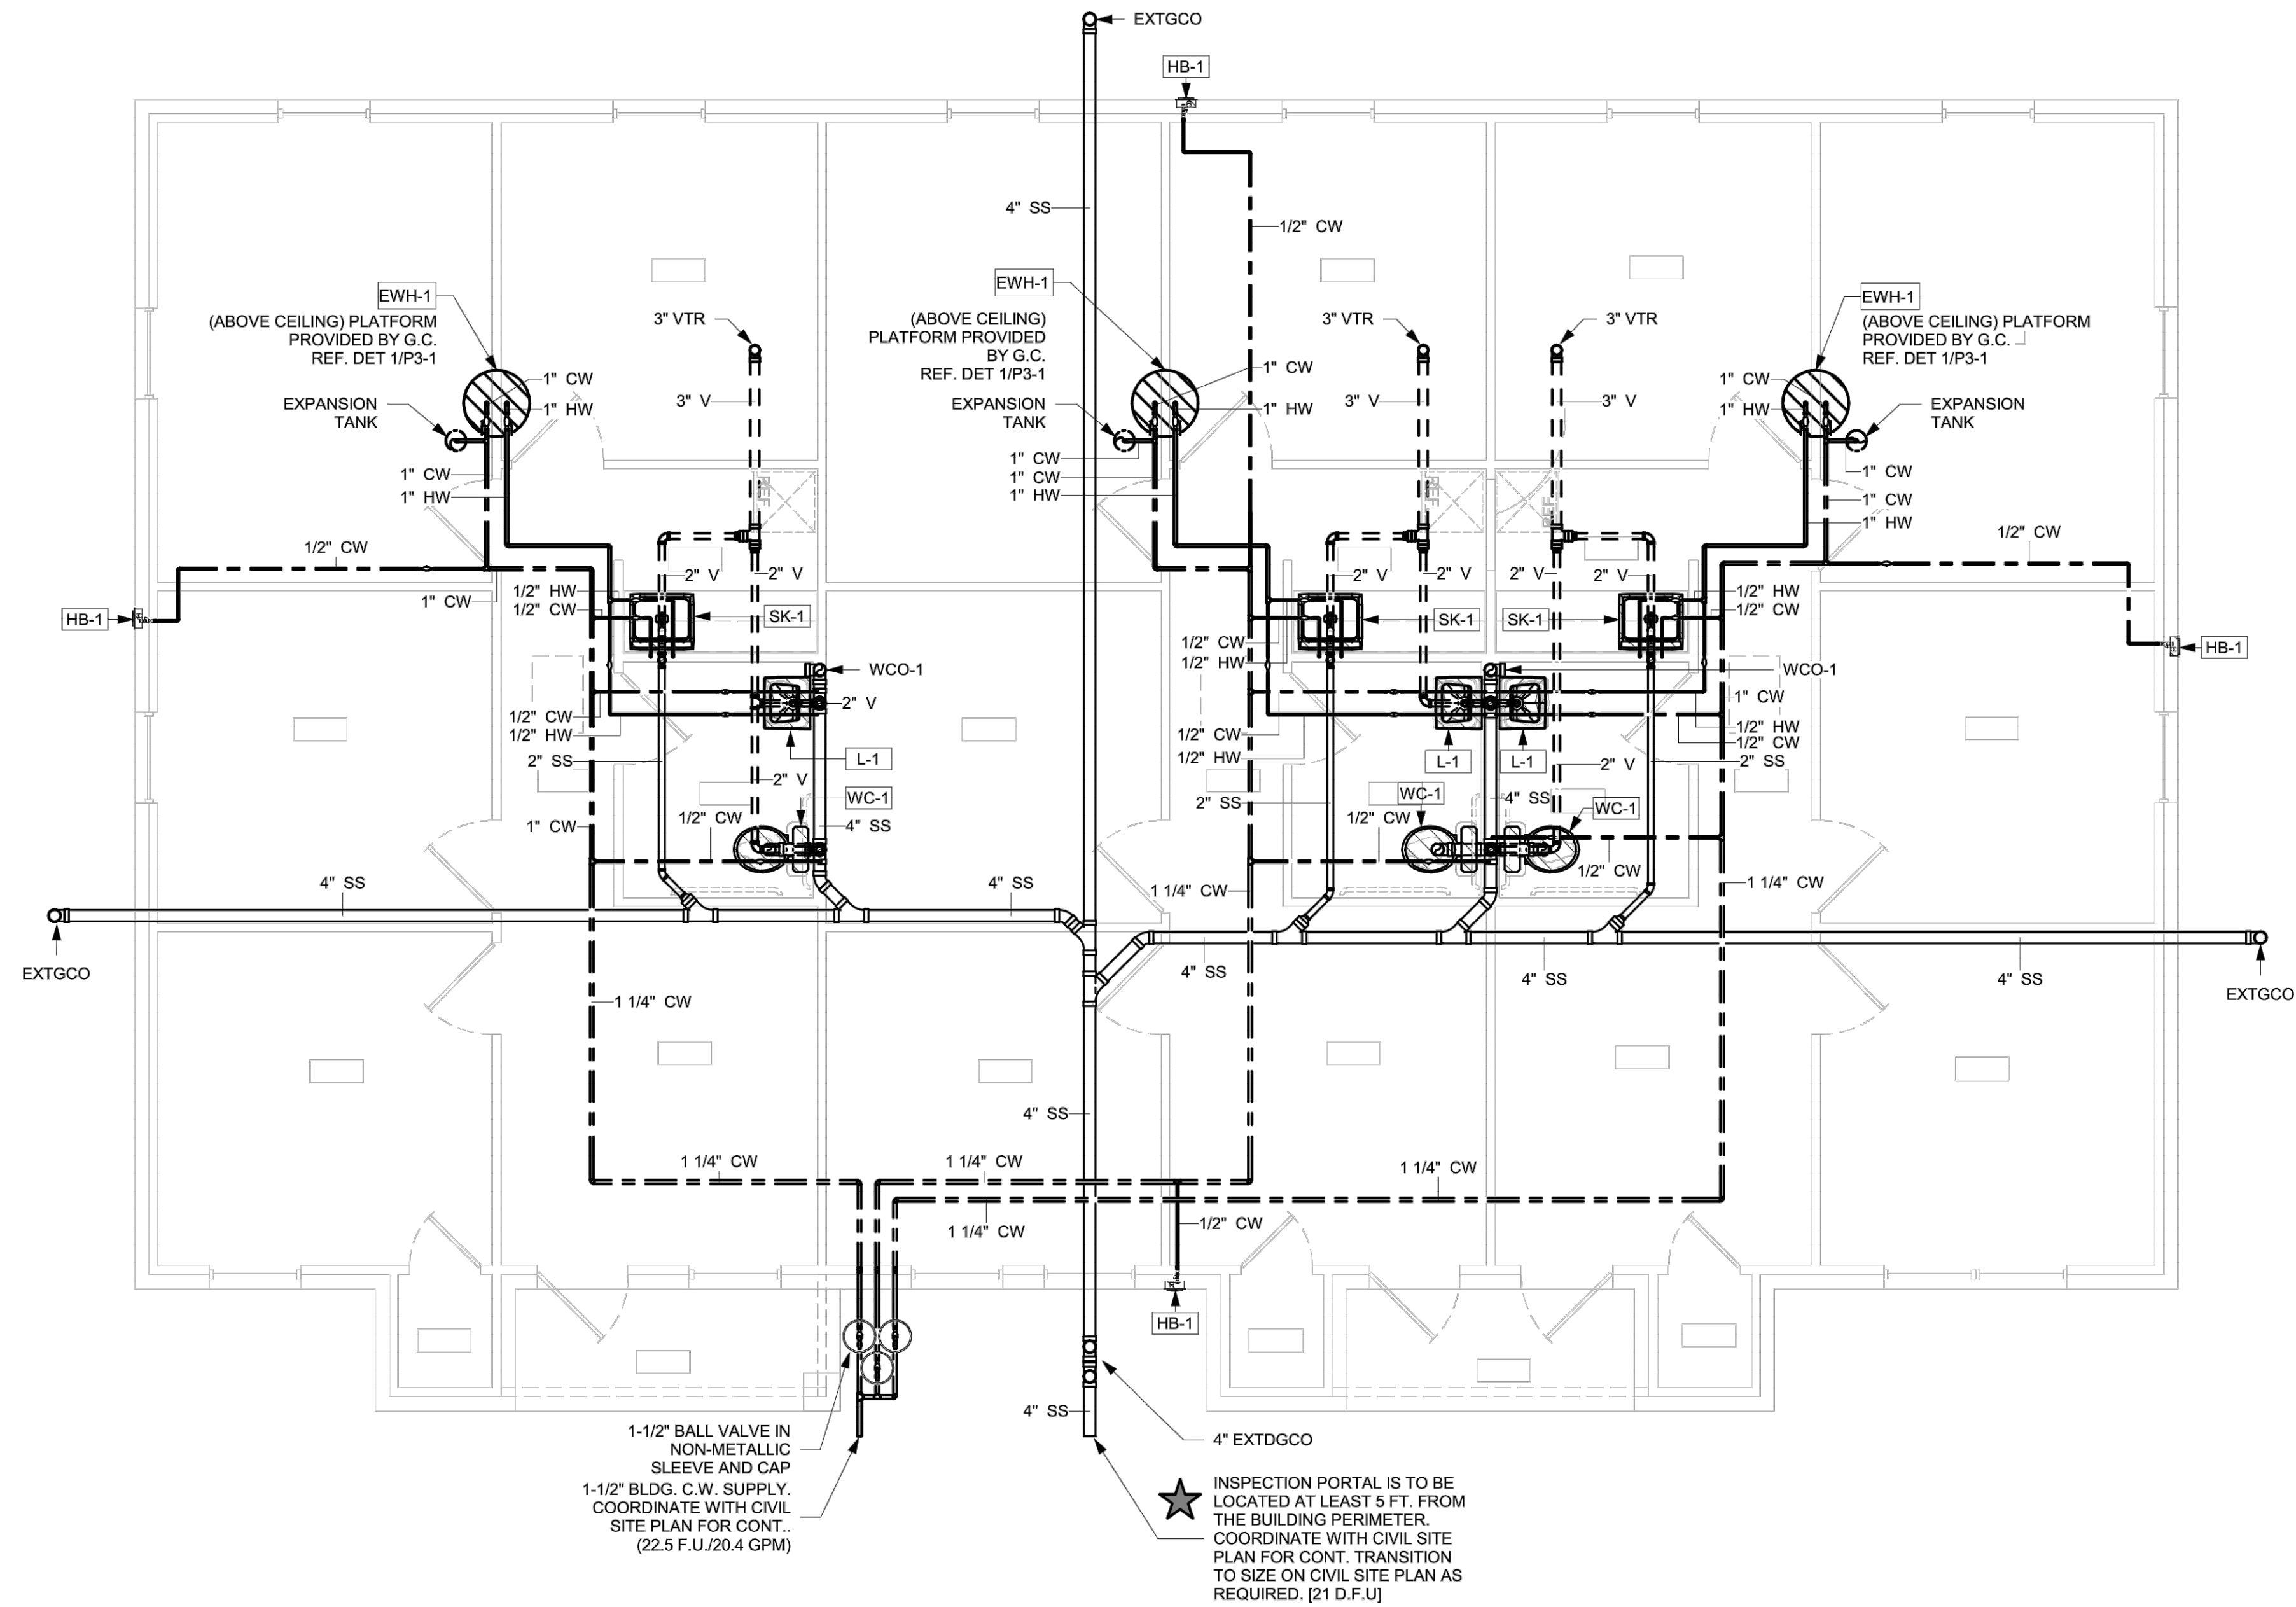 EXTGCO
HB-1
4" SS
1/2" CW
EWH-1
(ABOVE CEILING) PLATFORM
PROVIDED BY G.C.
REF. DET 1/P3-1
3" VTR
EWH-1
(ABOVE CEILING)
PLATFORM PROVIDED
BY G.C.
REF. DET 1/P3-1
3" VTR
3" VTR
EWH-1
(ABOVE CEILING) PLATFORM
PROVIDED BY G.C.
REF. DET 1/P3-1
1" CW
1" HW
3" V
EXPANSION
TANK
1" CW
1" HW
3" V
3" V
EXPANSION
TANK
1" CW
1" HW
EXPANSION
TANK
1" CW
1" HW
REF
1" CW
1" CW
1" HW
REF
REF
1" CW
1" CW
1" HW
1/2" CW
1/2" CW
1" CW
1/2" HW
1/2" CW
2" V
2" V
2" V
2" V
2" V
2" V
1/2" HW
1/2" CW
HB-1
SK-1
SK-1
SK-1
HB-1
1/2" CW
1/2" HW
WCO-1
WCO-1
1/2" CW
1/2" HW
2" V
1" CW
1/2" HW
1/2" CW
1/2" CW
1/2" HW
2" SS
L-1
L-1
L-1
2" V
2" SS
2" V
WC-1
WC-1
WC-1
2" SS
4" SS
1" CW
1/2" CW
4" SS
1/2" CW
1/2" CW
4" SS
4" SS
1 1/4" CW
1 1/4" CW
EXTGCO
4" SS
4" SS
4" SS
EXTGCO
1 1/4" CW
4" SS
1 1/4" CW
1 1/4" CW
1 1/4" CW
1 1/4" CW
1/2" CW
HB-1
4" SS
1-1/2" BALL VALVE IN
NON-METALLIC
SLEEVE AND CAP
1-1/2" BLDG. C.W. SUPPLY.
COORDINATE WITH CIVIL
SITE PLAN FOR CONT..
(22.5 F.U./20.4 GPM)
4" EXTDGCO
INSPECTION PORTAL IS TO BE
LOCATED AT LEAST 5 FT. FROM
THE BUILDING PERIMETER.
COORDINATE WITH CIVIL SITE
PLAN FOR CONT. TRANSITION
TO SIZE ON CIVIL SITE PLAN AS
REQUIRED. [21 D.F.U]